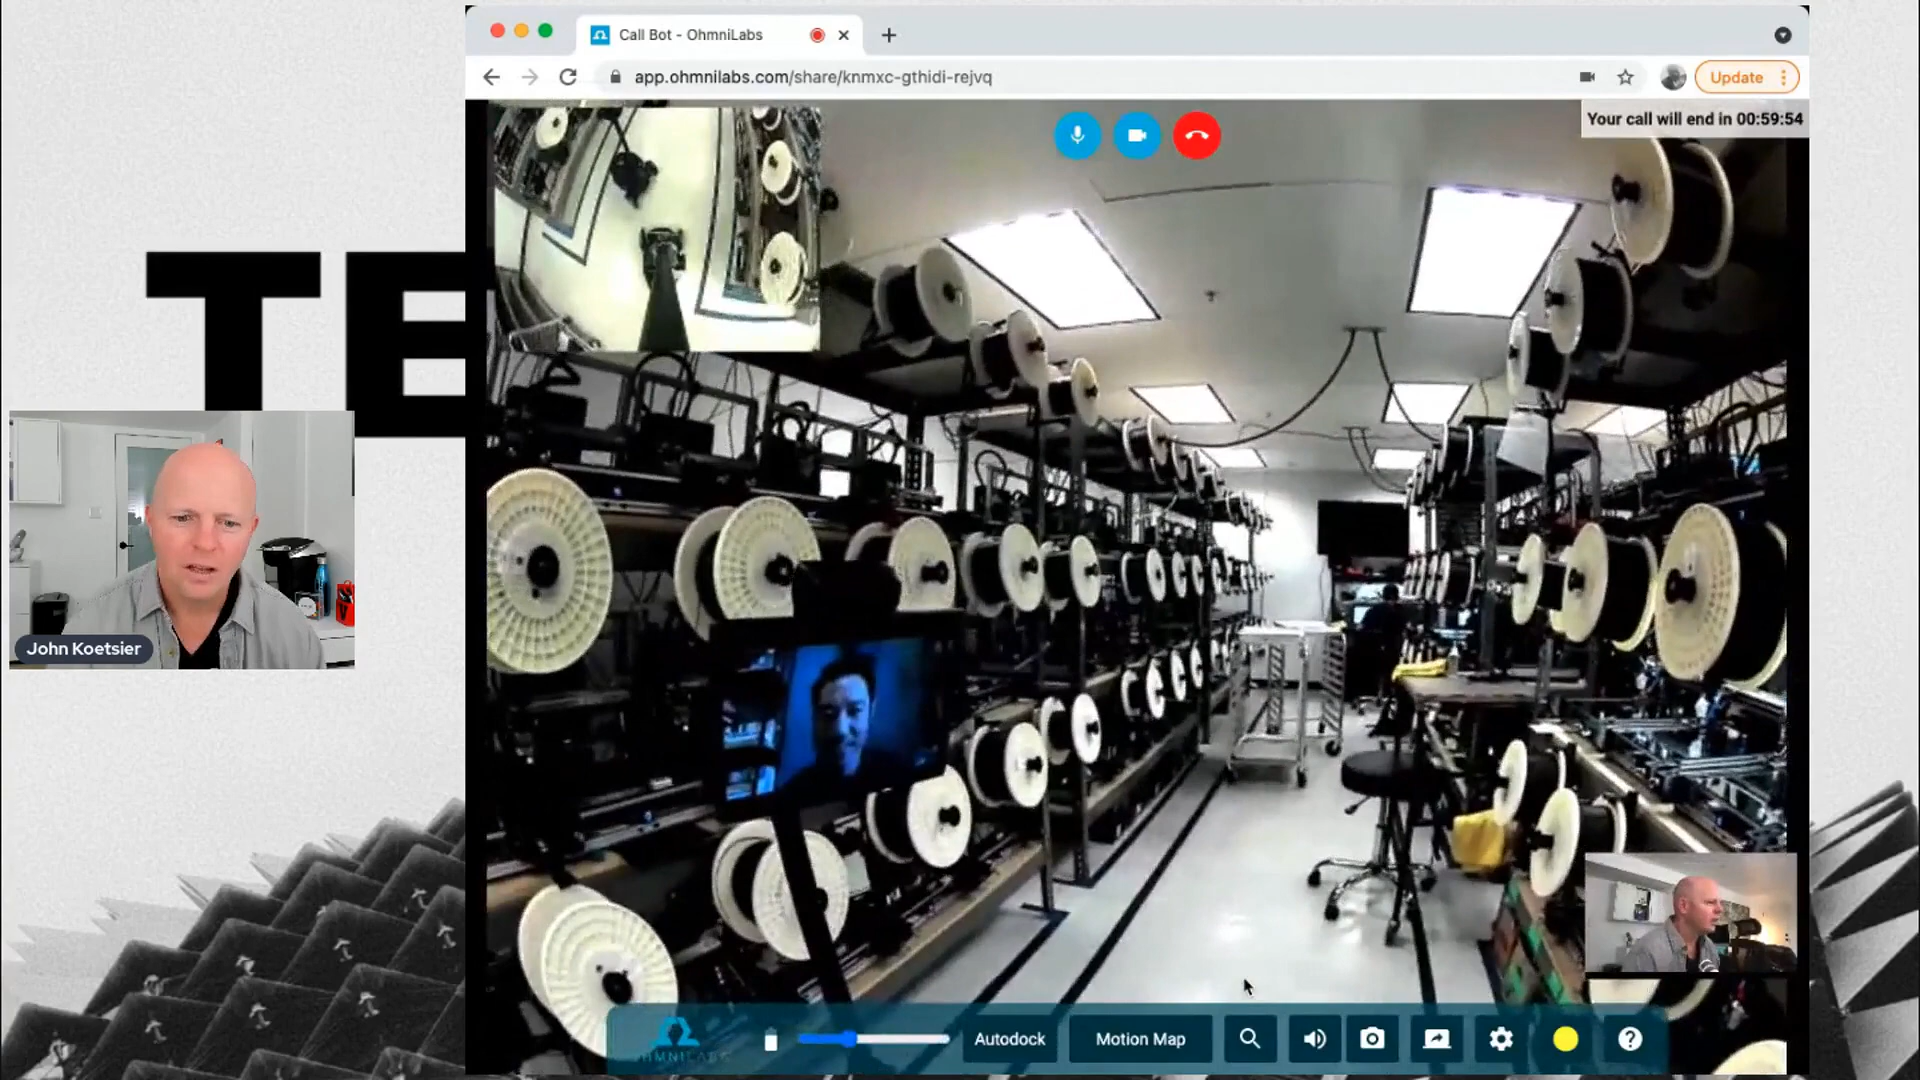 Call Bot - OhmniLabs
app.ohmnilabs.com/share/knmxc-gthidi-rejvq
Update
Your call will end in 00:59:54
TE
John Koetsier
OHMNILABS
Autodock
Motion Map